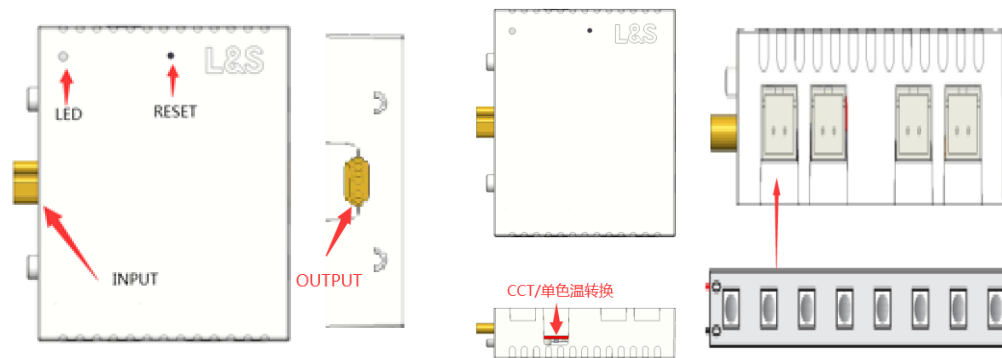 L&S
LED
RESET
INPUT
OUTPUT
L&S
CCT/单色温转换